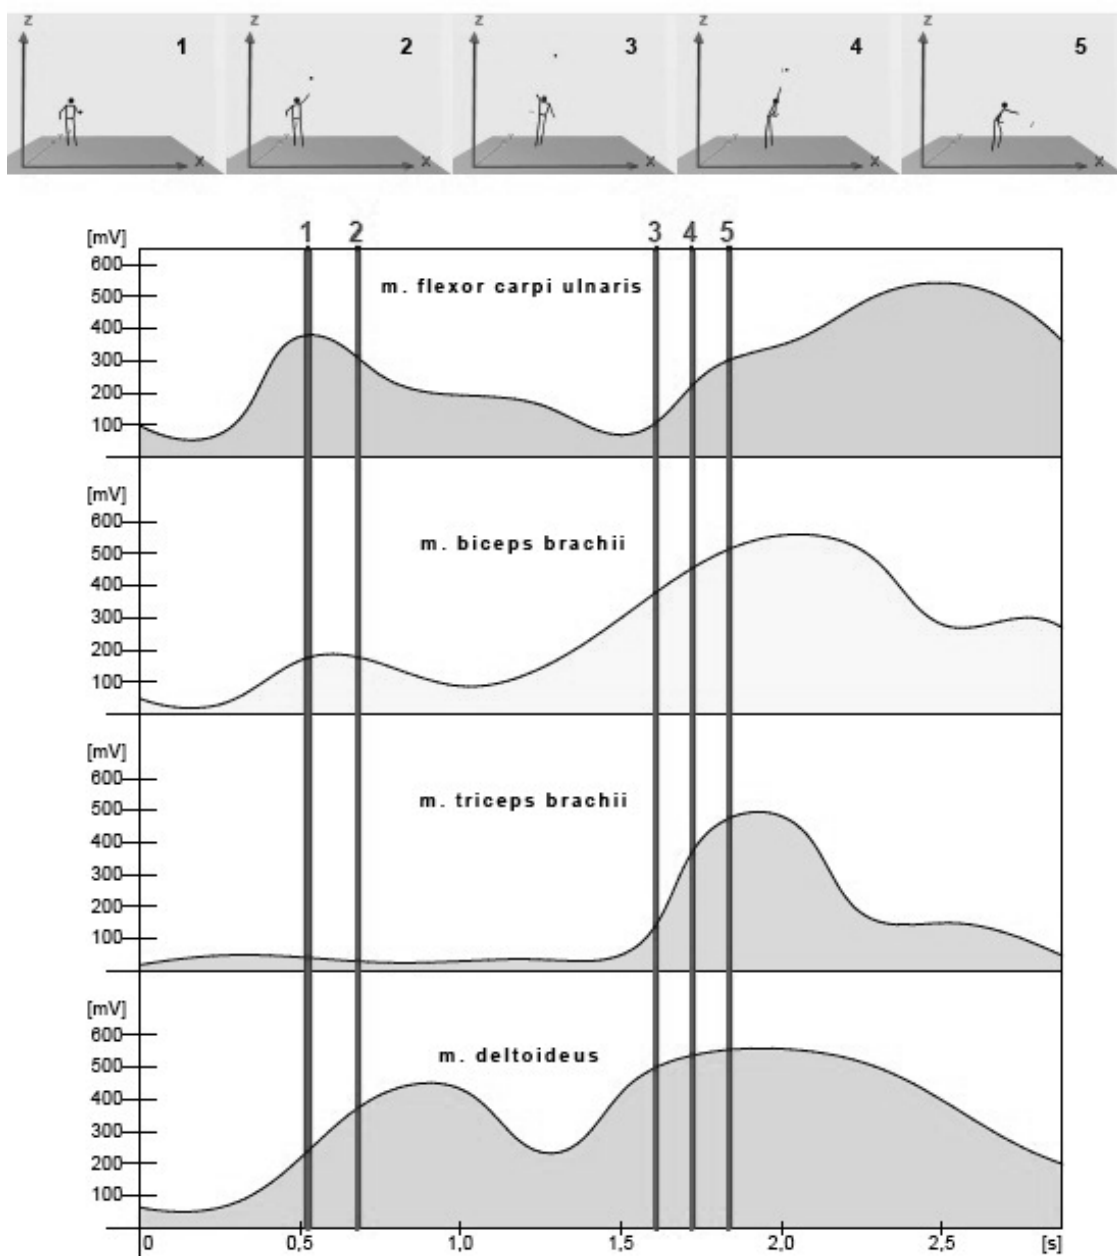 Z 1 X
Z 2 X
Z 3 X
Z 4 X
Z 5 X
1 2 3 4 5
[mV]
600
500
400
300
200
100
m. flexor carpi ulnaris
[mV]
600
500
400
300
200
100
m. biceps brachii
[mV]
600
500
400
300
200
100
m. triceps brachii
[mV]
600
500
400
300
200
100
m. deltoideus
0 0,5 1,0 1,5 2,0 2,5 [s]